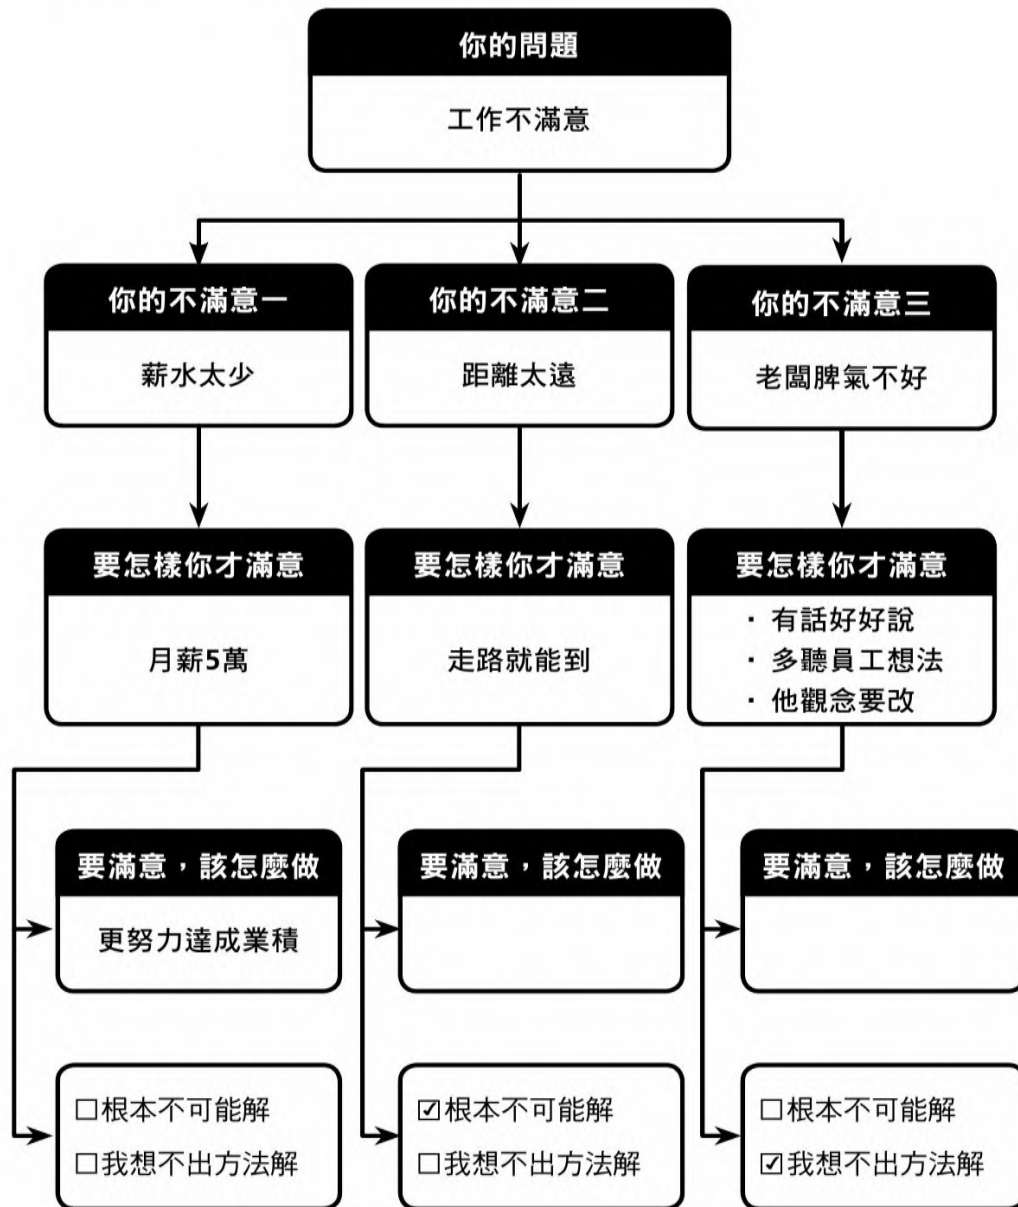 你的問題
工作不滿意
你的不滿意一
薪水太少
你的不滿意二
距離太遠
你的不滿意三
老闆脾氣不好
要怎樣你才滿意
月薪5萬
要怎樣你才滿意
走路就能到
要怎樣你才滿意
· 有話好好說
· 多聽員工想法
· 他觀念要改
要滿意，該怎麼做
更努力達成業積
要滿意，該怎麼做
要滿意，該怎麼做
☐根本不可能解
☐我想不出方法解
☑根本不可能解
☐我想不出方法解
☐根本不可能解
☑我想不出方法解